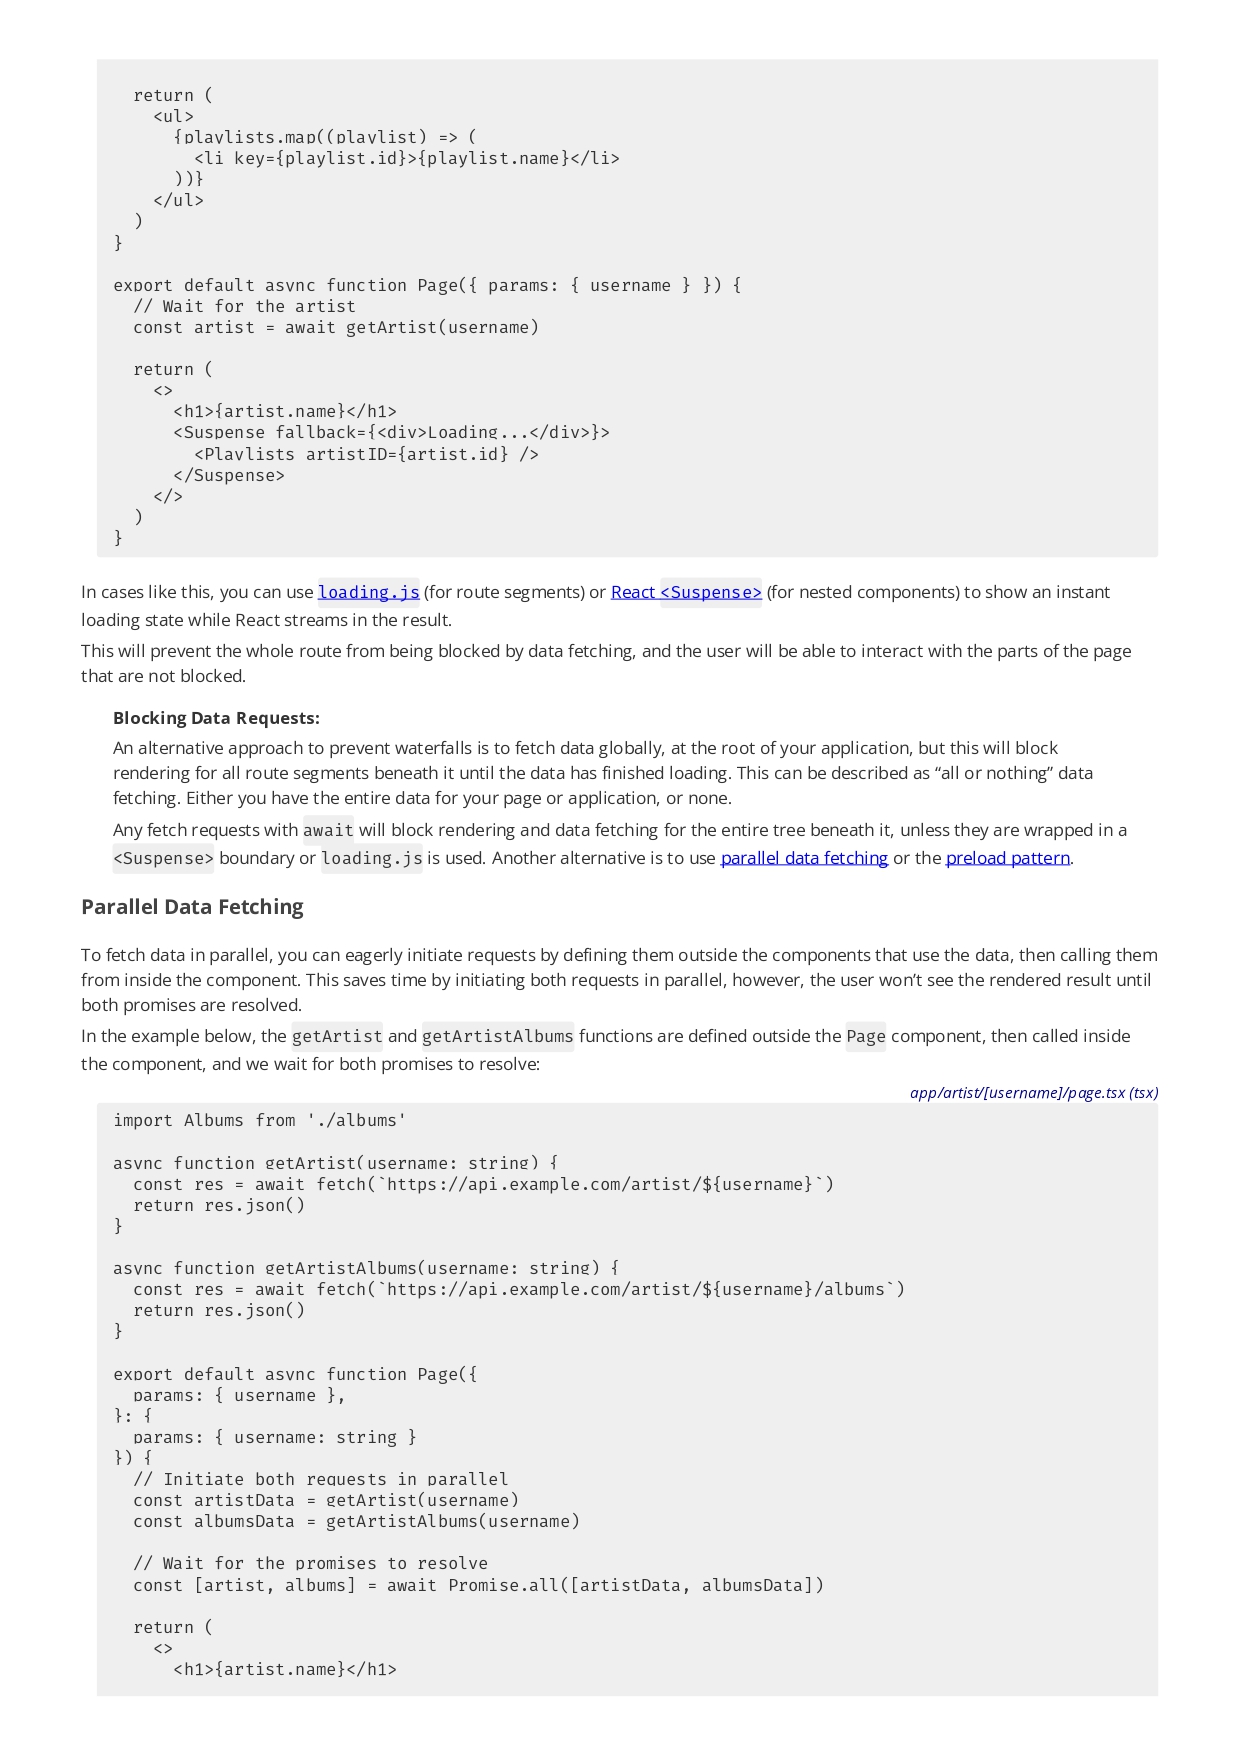 return (
    <ul>
      {playlists.map((playlist) => (
        <li key={playlist.id}>{playlist.name}</li>
      ))}
    </ul>
  )
}

export default async function Page({ params: { username } }) {
  // Wait for the artist
  const artist = await getArtist(username)

  return (
    <>
      <h1>{artist.name}</h1>
      <Suspense fallback={<div>Loading...</div>}>
        <Playlists artistID={artist.id} />
      </Suspense>
    </>
  )
}
In cases like this, you can use loading.js (for route segments) or React <Suspense> (for nested components) to show an instant
loading state while React streams in the result.
This will prevent the whole route from being blocked by data fetching, and the user will be able to interact with the parts of the page
that are not blocked.
Blocking Data Requests:
An alternative approach to prevent waterfalls is to fetch data globally, at the root of your application, but this will block
rendering for all route segments beneath it until the data has finished loading. This can be described as “all or nothing” data
fetching. Either you have the entire data for your page or application, or none.
Any fetch requests with await will block rendering and data fetching for the entire tree beneath it, unless they are wrapped in a
<Suspense> boundary or loading.js is used. Another alternative is to use parallel data fetching or the preload pattern.
Parallel Data Fetching
To fetch data in parallel, you can eagerly initiate requests by defining them outside the components that use the data, then calling them
from inside the component. This saves time by initiating both requests in parallel, however, the user won’t see the rendered result until
both promises are resolved.
In the example below, the getArtist and getArtistAlbums functions are defined outside the Page component, then called inside
the component, and we wait for both promises to resolve:
app/artist/[username]/page.tsx (tsx)
import Albums from './albums'

async function getArtist(username: string) {
  const res = await fetch(`https://api.example.com/artist/${username}`)
  return res.json()
}

async function getArtistAlbums(username: string) {
  const res = await fetch(`https://api.example.com/artist/${username}/albums`)
  return res.json()
}

export default async function Page({
  params: { username },
}: {
  params: { username: string }
}) {
  // Initiate both requests in parallel
  const artistData = getArtist(username)
  const albumsData = getArtistAlbums(username)

  // Wait for the promises to resolve
  const [artist, albums] = await Promise.all([artistData, albumsData])

  return (
    <>
      <h1>{artist.name}</h1>